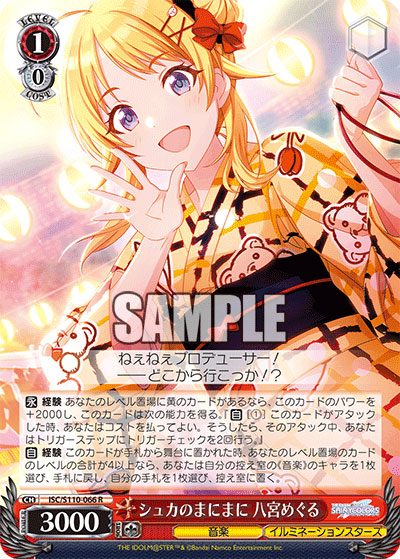 LEVEL
1
0
COST
SAMPLE
ねぇねぇプロデューサー!
――どこから行こっか!?
永 経験 あなたのレベル置場に黄のカードがあるなら、このカードのパワーを
+2000し、このカードは次の能力を得る。『自［⑴］このカードがアタック
した時、あなたはコストを払ってよい。そうしたら、そのアタック中、あなた
はトリガーステップにトリガーチェックを2回行う。』
自 経験 このカードが手札から舞台に置かれた時、あなたのレベル置場のカード
のレベルの合計が4以上なら、あなたは自分の控え室の《音楽》のキャラを1枚
選び、手札に戻し、自分の手札を1枚選び、控え室に置く。
CH ISC/S110-066 R
3000
シュカのまにまに 八宮めぐる
SHINYCOLORS
音楽
イルミネーションスターズ
THE IDOLM@STER™ & ©Bandai Namco Entertainment Inc.